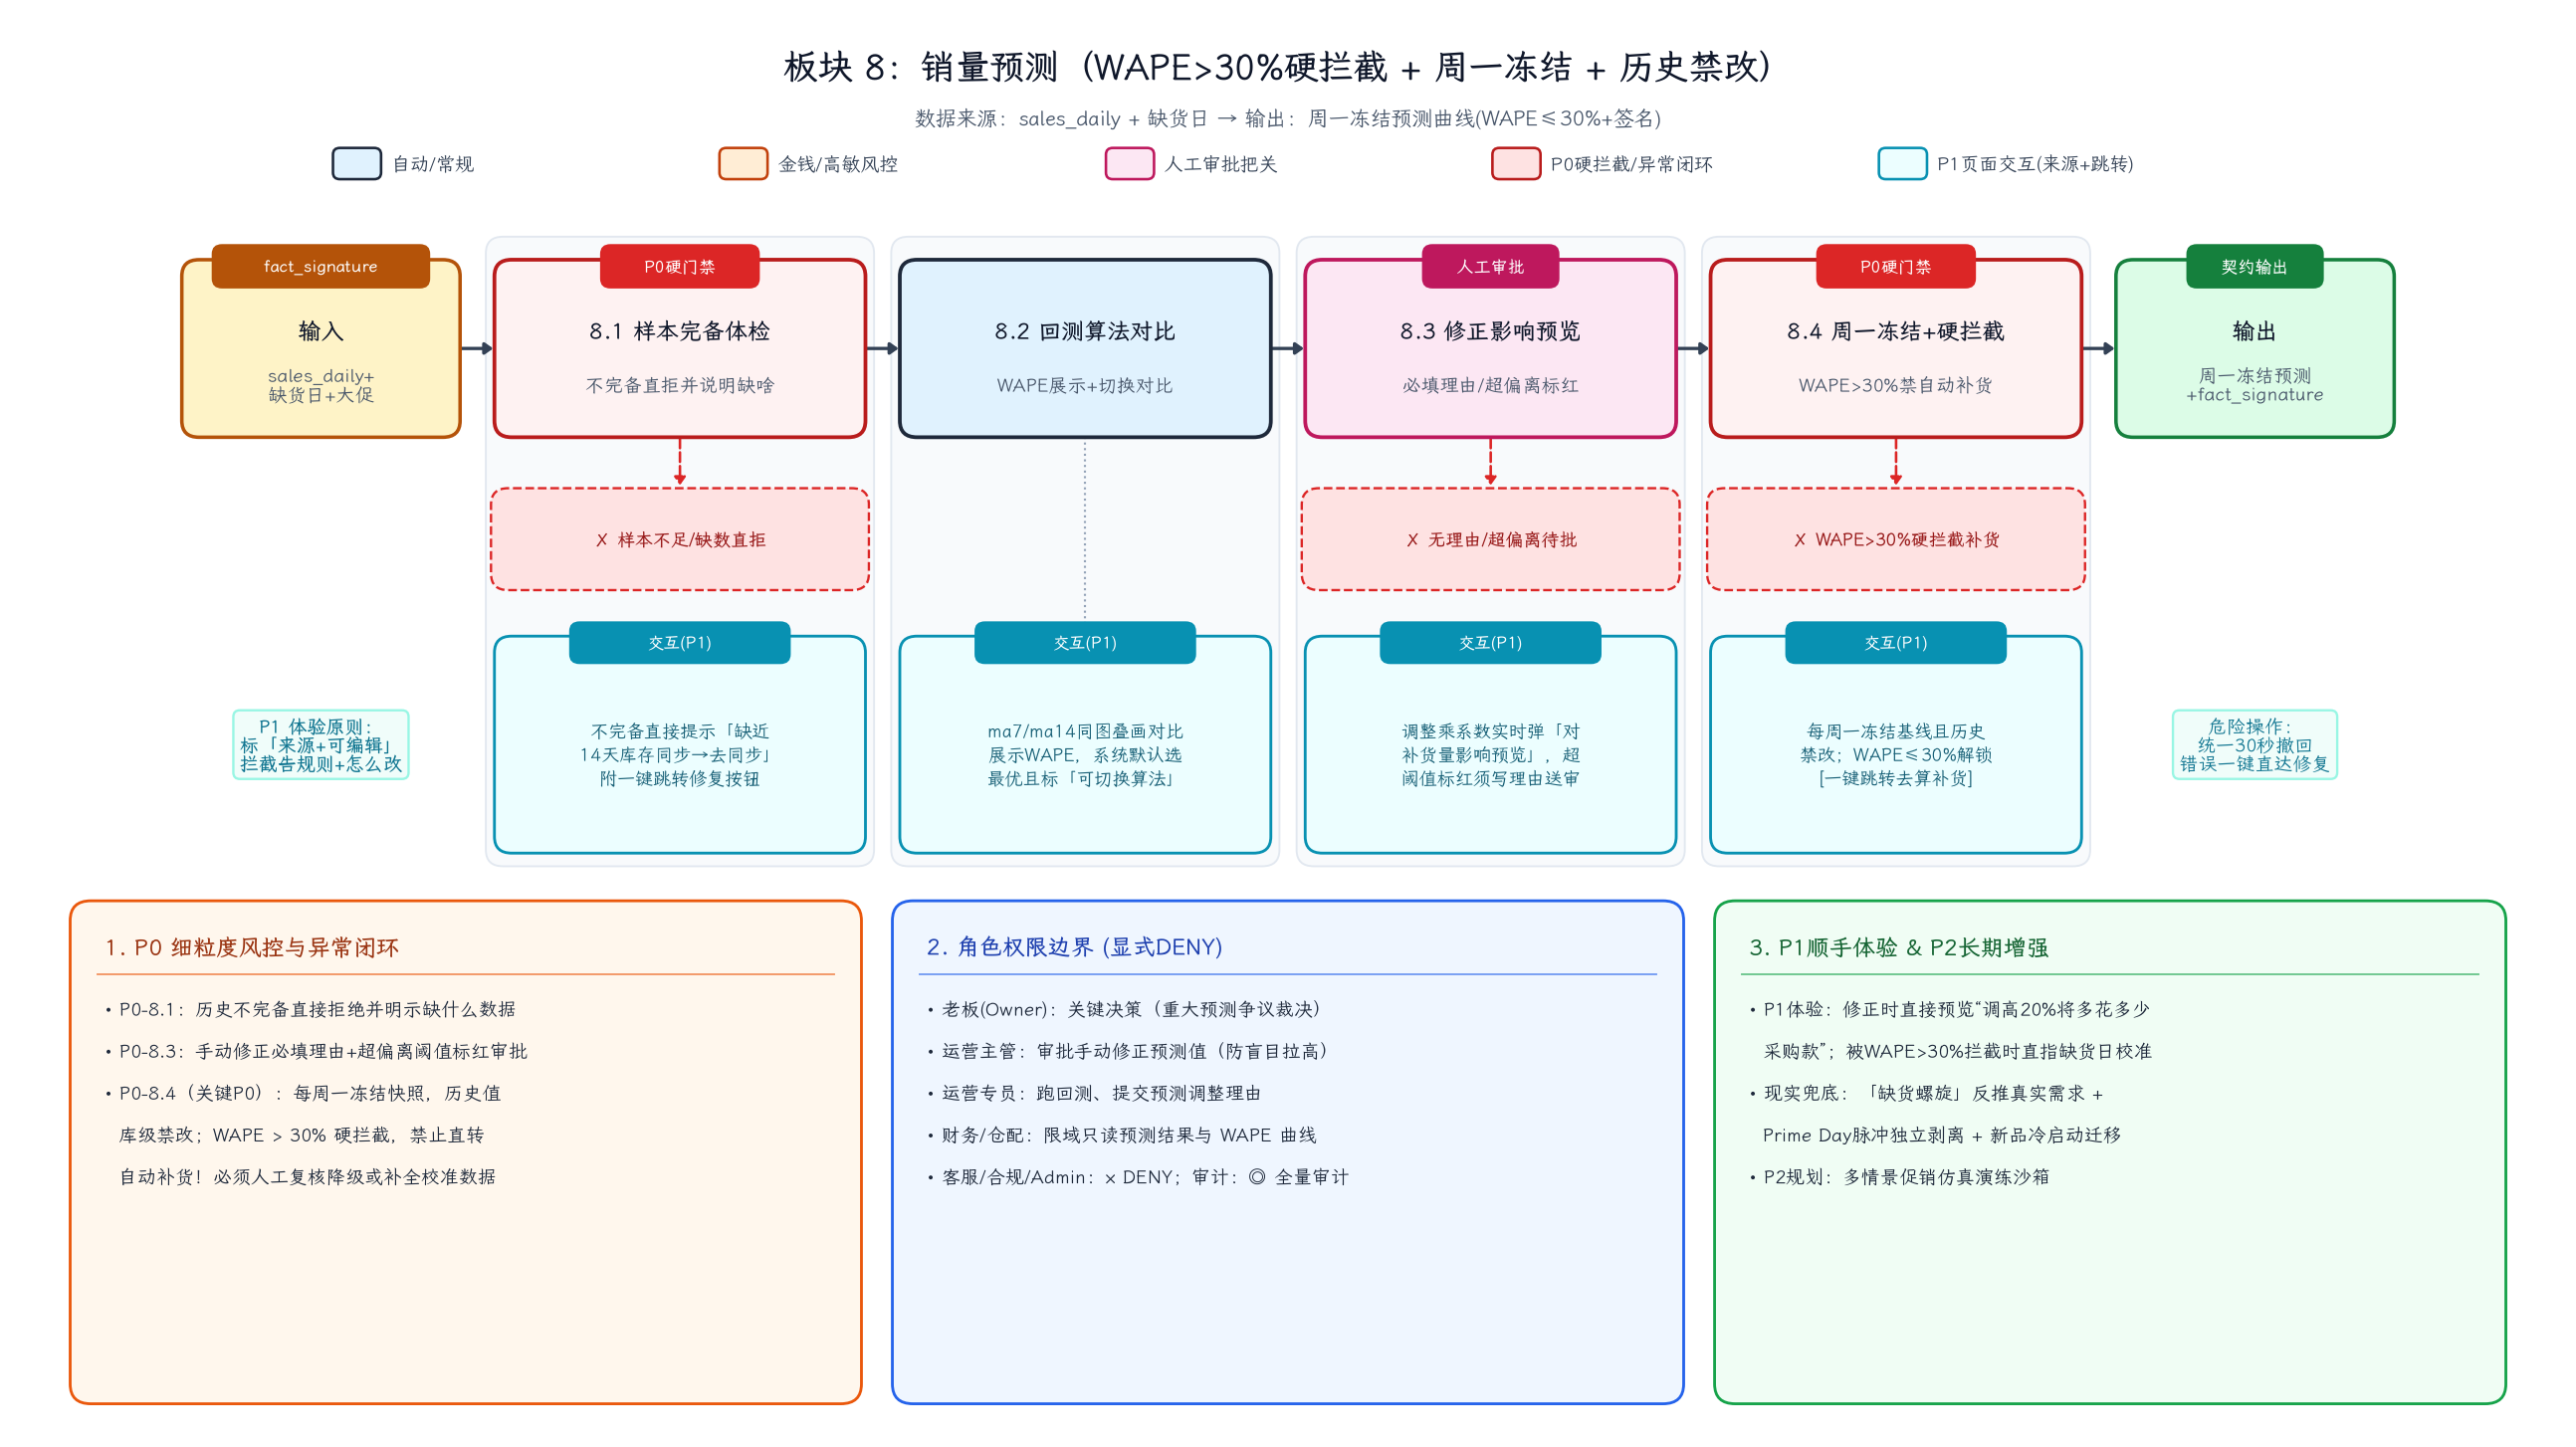 板块 8：销量预测（WAPE>30%硬拦截 + 周一冻结 + 历史禁改）
数据来源：sales_daily + 缺货日 → 输出：周一冻结预测曲线(WAPE≤30%+签名)
自动/常规
金钱/高敏风控
人工审批把关
P0硬拦截/异常闭环
P1页面交互(来源+跳转)
fact_signature
输入
sales_daily+
缺货日+大促
P0硬门禁
8.1 样本完备体检
不完备直拒并说明缺啥
8.2 回测算法对比
WAPE展示+切换对比
人工审批
8.3 修正影响预览
必填理由/超偏离标红
P0硬门禁
8.4 周一冻结+硬拦截
WAPE>30%禁自动补货
契约输出
输出
周一冻结预测
+fact_signature
X 样本不足/缺数直拒
X 无理由/超偏离待批
X WAPE>30%硬拦截补货
P1 体验原则：
标「来源+可编辑」
拦截告规则+怎么改
交互(P1)
不完备直接提示「缺近
14天库存同步→去同步」
附一键跳转修复按钮
交互(P1)
ma7/ma14同图叠画对比
展示WAPE，系统默认选
最优且标「可切换算法」
交互(P1)
调整乘系数实时弹「对
补货量影响预览」，超
阈值标红须写理由送审
交互(P1)
每周一冻结基线且历史
禁改；WAPE≤30%解锁
[一键跳转去算补货]
危险操作：
统一30秒撤回
错误一键直达修复
1. P0 细粒度风控与异常闭环
• P0-8.1：历史不完备直接拒绝并明示缺什么数据
• P0-8.3：手动修正必填理由+超偏离阈值标红审批
• P0-8.4（关键P0）：每周一冻结快照，历史值
库级禁改；WAPE > 30% 硬拦截，禁止直转
自动补货！必须人工复核降级或补全校准数据
2. 角色权限边界 (显式DENY)
• 老板(Owner)：关键决策（重大预测争议裁决）
• 运营主管：审批手动修正预测值（防盲目拉高）
• 运营专员：跑回测、提交预测调整理由
• 财务/仓配：限域只读预测结果与 WAPE 曲线
• 客服/合规/Admin：× DENY；审计：◎ 全量审计
3. P1顺手体验 & P2长期增强
• P1体验：修正时直接预览“调高20%将多花多少
采购款”；被WAPE>30%拦截时直指缺货日校准
• 现实兜底：「缺货螺旋」反推真实需求 +
Prime Day脉冲独立剥离 + 新品冷启动迁移
• P2规划：多情景促销仿真演练沙箱